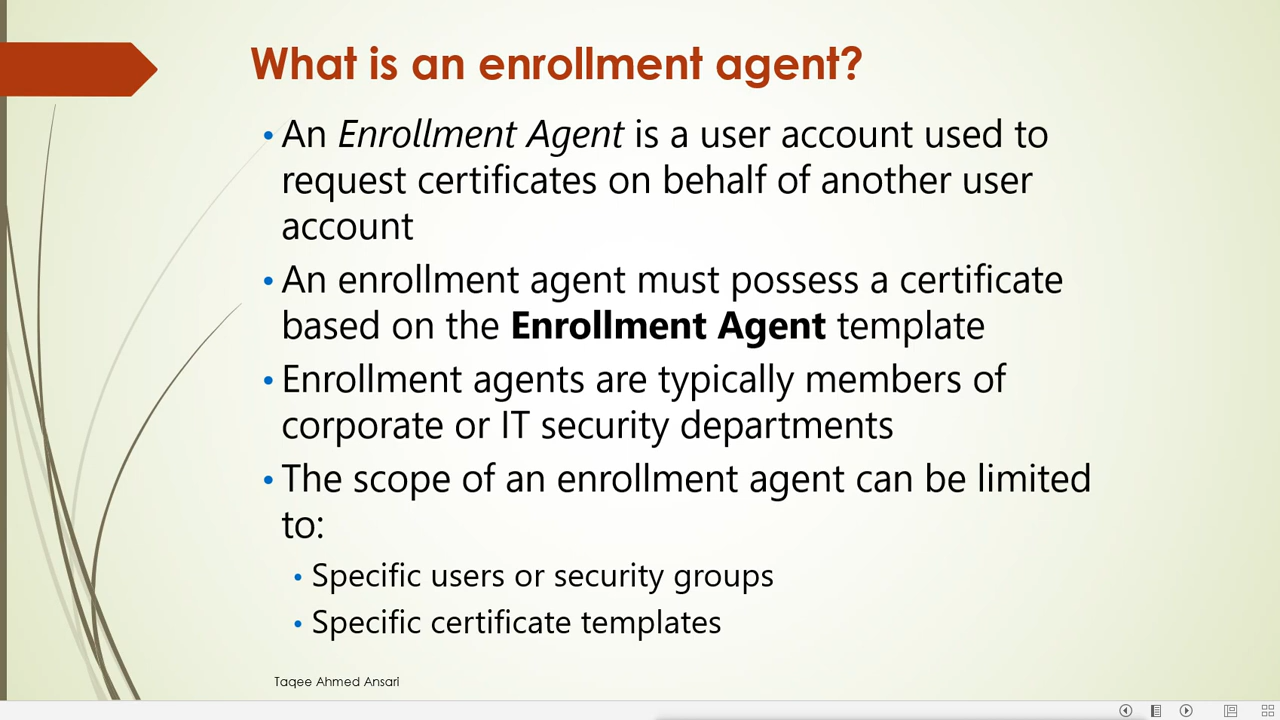 What is an enrollment agent?
• An Enrollment Agent is a user account used to
request certificates on behalf of another user
account
• An enrollment agent must possess a certificate
based on the Enrollment Agent template
• Enrollment agents are typically members of
corporate or IT security departments
• The scope of an enrollment agent can be limited
to:
• Specific users or security groups
• Specific certificate templates
Taqee Ahmed Ansari